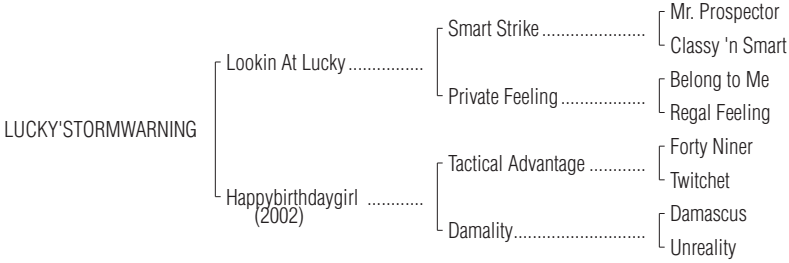 Mr. Prospector
Smart Strike ......................
Classy 'n Smart
Lookin At Lucky ................
Belong to Me
Private Feeling ..................
Regal Feeling
LUCKY'STORMWARNING
Forty Niner
Tactical Advantage ............
Twitchet
Happybirthdaygirl ............
(2002)
Damascus
Damality............................
Unreality